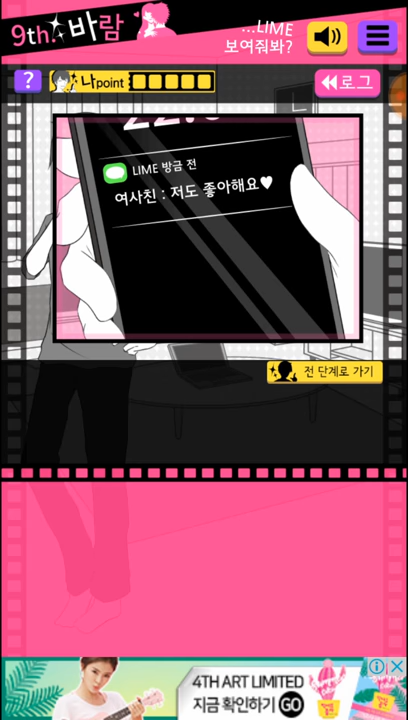 9th. 바람
...LIME
보여줘봐?
?
나point
로그
LIME 방금 전
여사친 : 저도 좋아해요♥
전 단계로 가기
4TH ART LIMITED
지금 확인하기 GO